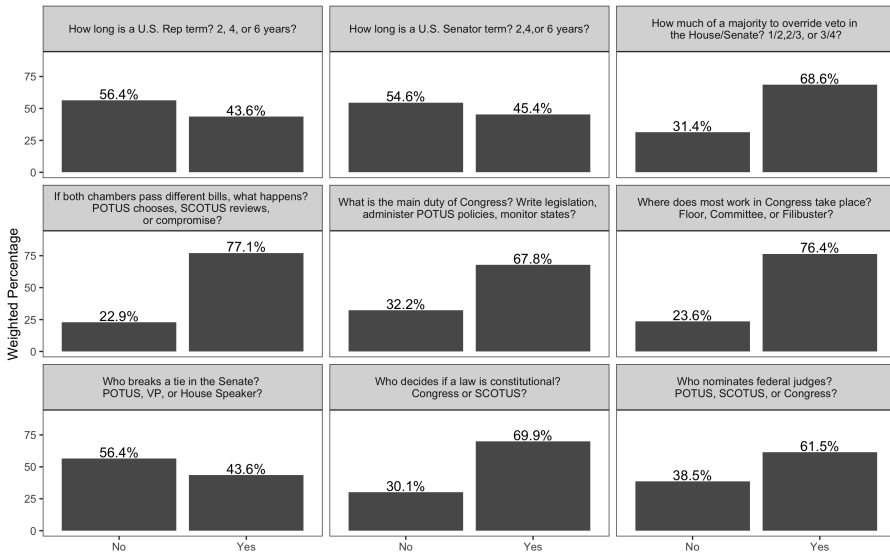 How long is a U.S. Rep term? 2, 4, or 6 years?
How long is a U.S. Senator term? 2,4,or 6 years?
How much of a majority to override veto in
the House/Senate? 1/2,2/3, or 3/4?
75
50
25
0
56.4%
43.6%
54.6%
45.4%
31.4%
68.6%
If both chambers pass different bills, what happens?
POTUS chooses, SCOTUS reviews,
or compromise?
What is the main duty of Congress? Write legislation,
administer POTUS policies, monitor states?
Where does most work in Congress take place?
Floor, Committee, or Filibuster?
Weighted Percentage
75
50
25
0
22.9%
77.1%
32.2%
67.8%
23.6%
76.4%
Who breaks a tie in the Senate?
POTUS, VP, or House Speaker?
Who decides if a law is constitutional?
Congress or SCOTUS?
Who nominates federal judges?
POTUS, SCOTUS, or Congress?
75
50
25
0
56.4%
43.6%
30.1%
69.9%
38.5%
61.5%
No
Yes
No
Yes
No
Yes